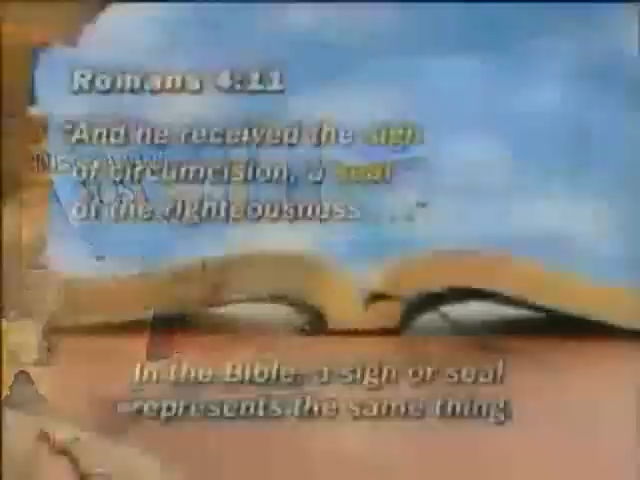 Romans 4:11
"And he received the sign
of circumcision, a seal
of the righteousness . . ."
In the Bible, a sign or seal
represents the same thing.